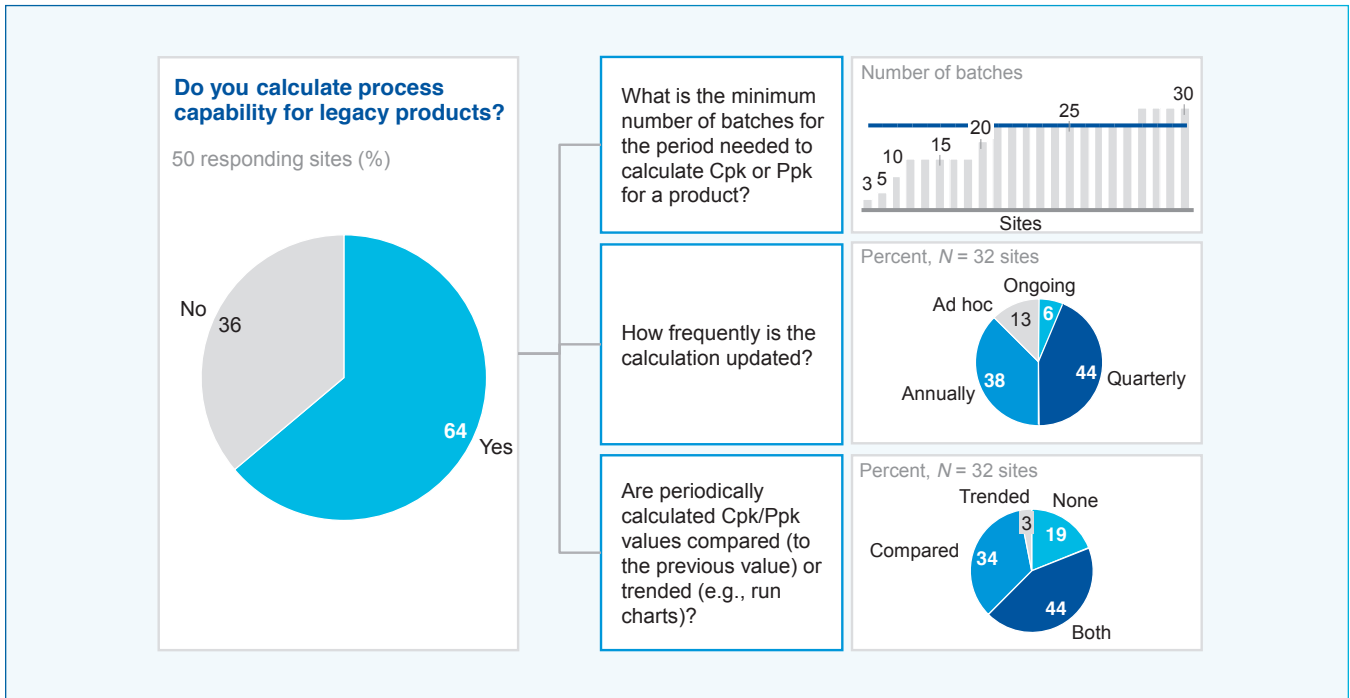 Do you calculate process
capability for legacy products?
50 responding sites (%)
No
36
64
Yes
What is the minimum
number of batches for
the period needed to
calculate Cpk or Ppk
for a product?
Number of batches
3
5
10
15
20
25
30
Sites
How frequently is the
calculation updated?
Percent, N = 32 sites
Ongoing
Ad hoc
13
6
Annually
38
44
Quarterly
Are periodically
calculated Cpk/Ppk
values compared (to
the previous value) or
trended (e.g., run
charts)?
Percent, N = 32 sites
Trended
None
3
19
Compared
34
44
Both